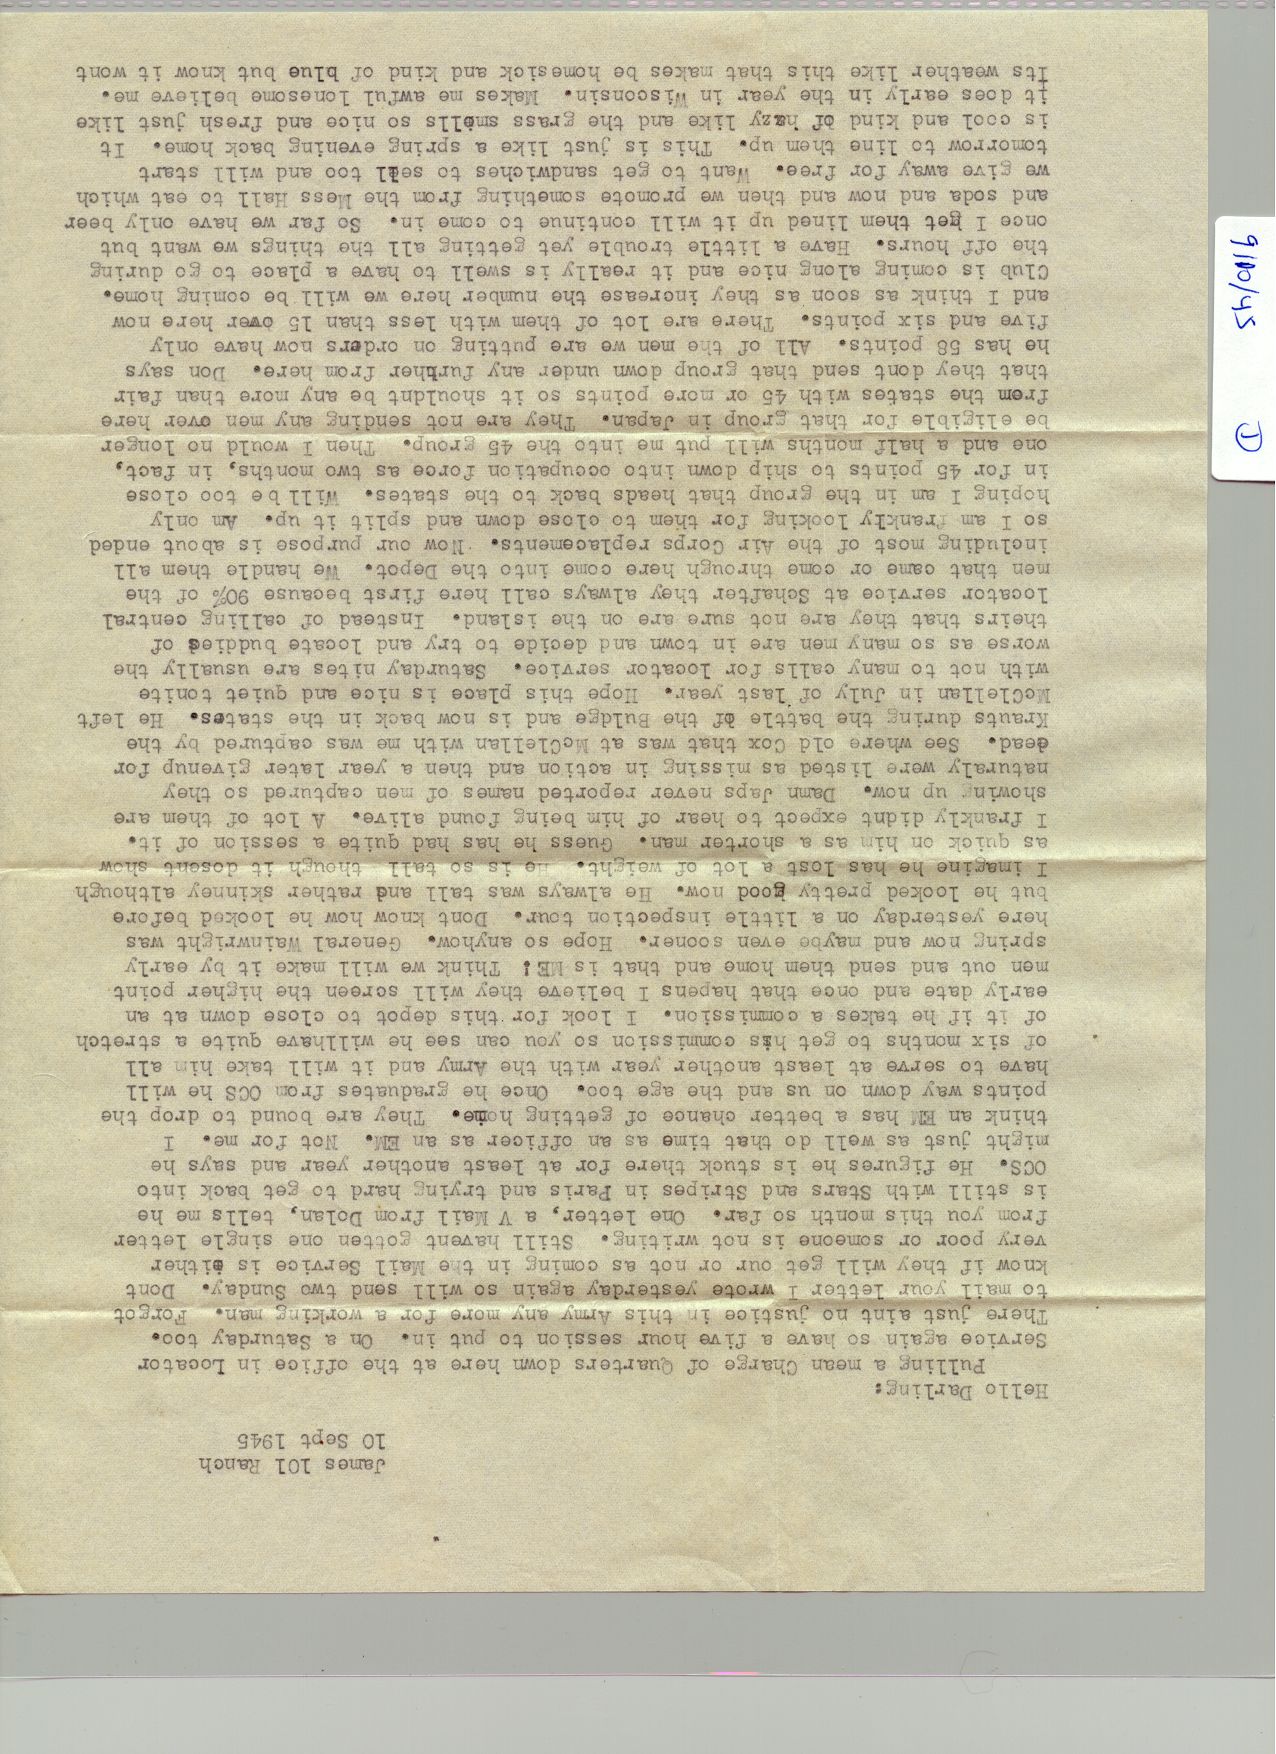 James 101 Ranch
10 Sept 1945
Hello Darling:
Pulling a mean Charge of Quarters down here at the office in Locator
Service again so have a five hour session to put in. On a Saturday too.
There just aint no justice in this Army any more for a working man. Forgot
to mail your letter I wrote yesterday again so will send two Sunday. Dont
know if they will get our or not as coming in the Mail Service is either
very poor or someone is not writing. Still havent gotten one single letter
from you this month so far. One letter, a V Mail from Dolan, tells me he
is still with Stars and Stripes in Paris and trying hard to get back into
OCS. He figures he is stuck there for at least another year and says he
might just as well do that time as an officer as an EM. Not for me. I
think an EM has a better chance of getting home. They are bound to drop the
points way down on us and the age too. Once he graduates from OCS he will
have to serve at least another year with the Army and it will take him all
of six months to get his commission so you can see he willhave quite a stretch
of it if he takes a commission. I look for this depot to close down at an
early date and once that hapens I believe they will screen the higher point
men out and send them home and that is ME! Think we will make it by early
spring now and maybe even sooner. Hope so anyhow. General Wainwright was
here yesterday on a little inspection tour. Dont know how he looked before
but he looked pretty good now. He always was tall and rather skinney although
I imagine he has lost a lot of weight. He is so tall though it dosent show
as quick on him as a shorter man. Guess he has had quite a session of it.
I frankly didnt expect to hear of him being found alive. A lot of them are
showing up now. Damn Japs never reported names of men captured so they
naturaly were listed as missing in action and then a year later givenup for
dead. See where old Cox that was at McClellan with me was captured by the
Krauts during the battle of the Buldge and is now back in the states. He left
McClellan in July of last year. Hope this place is nice and quiet tonite
with not to many calls for locator service. Saturday nites are usually the
worse as so many men are in town and decide to try and locate buddies of
theirs that they are not sure are on the island. Instead of calling central
locator service at Schafter they always call here first because 90% of the
men that came or come through here come into the Depot. We handle them all
including most of the Air Corps replacements. Now our purpose is about ended
so I am frankly looking for them to close down and split it up. Am only
hoping I am in the group that heads back to the states. Will be too close
in for 45 points to ship down into occupation force as two months, in fact,
one and a half months will put me into the 45 group. Then I would no longer
be eligible for that group in Japan. They are not sending any men over here
from the states with 45 or more points so it shouldnt be any more than fair
that they dont send that group down under any further from here. Don says
he has 58 points. All of the men we are putting on orders now have only
five and six points. There are lot of them with less than 15 over here now
and I think as soon as they increase the number here we will be coming home.
Club is coming along nice and it really is swell to have a place to go during
the off hours. Have a little trouble yet getting all the things we want but
once I get them lined up it will continue to come in. So far we have only beer
and soda and now and then we promote something from the Mess Hall to eat which
we give away for free. Want to get sandwiches to sell too and will start
tomorrow to line them up. This is just like a spring evening back home. It
is cool and kind of hazy like and the grass smells so nice and fresh just like
it does early in the year in Wisconsin. Makes me awful lonesome believe me.
Its weather like this that makes be homesick and kind of blue but know it wont
9/10/45
①